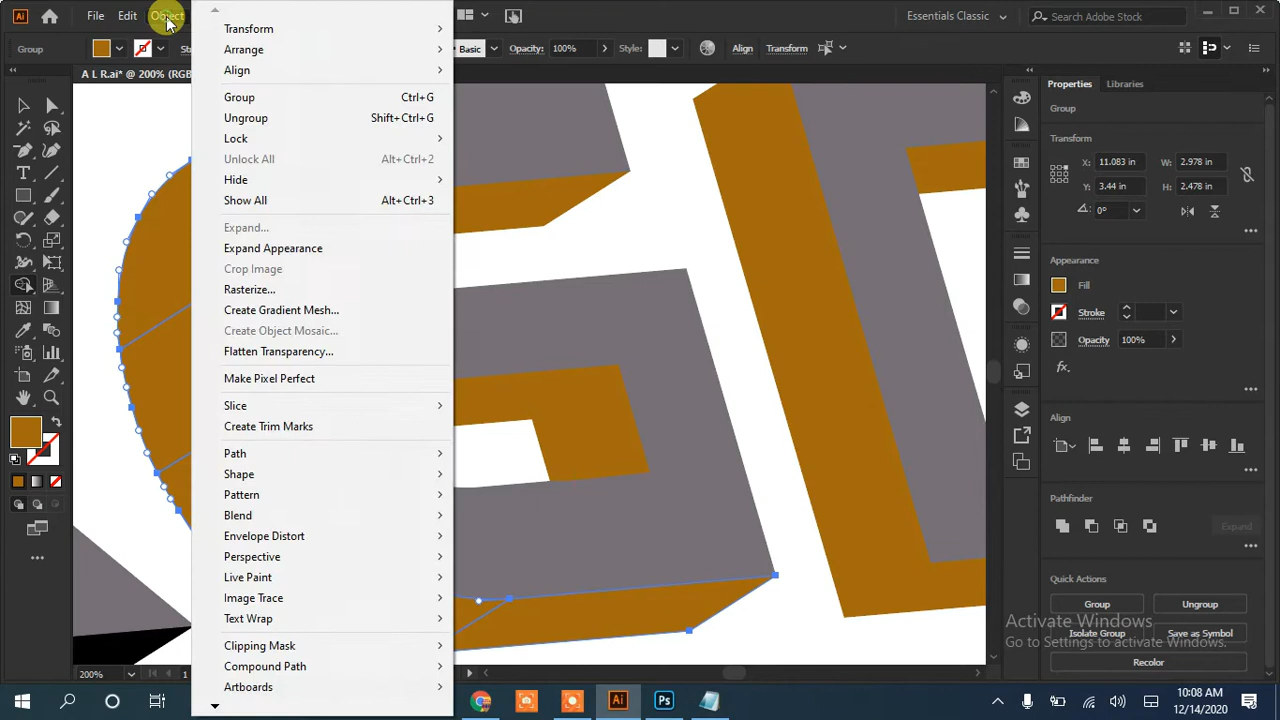 Ai File Edit Object Essentials Classic Search Adobe Stock
Group Basic Opacity: 100% Style: Align Transform
A L R.ai* @ 200% (RGB
Transform
Arrange
Align
Group Ctrl+G
Ungroup Shift+Ctrl+G
Lock
Unlock All Alt+Ctrl+2
Hide
Show All Alt+Ctrl+3
Expand...
Expand Appearance
Crop Image
Rasterize...
Create Gradient Mesh...
Create Object Mosaic...
Flatten Transparency...
Make Pixel Perfect
Slice
Create Trim Marks
Path
Shape
Pattern
Blend
Envelope Distort
Perspective
Live Paint
Image Trace
Text Wrap
Clipping Mask
Compound Path
Artboards
Properties Libraries
Group
Transform
X: 11.083 in W: 2.978 in
Y: 3.44 in H: 2.478 in
0°
Appearance
Fill
Stroke
Opacity 100%
fx.
Align
Pathfinder
Expand
Quick Actions
Group Ungroup
Isolate Group Save as Symbol
Recolor
Activate Windows
Go to Settings to activate Windows.
200% 1
Ai Ps
10:08 AM
12/14/2020